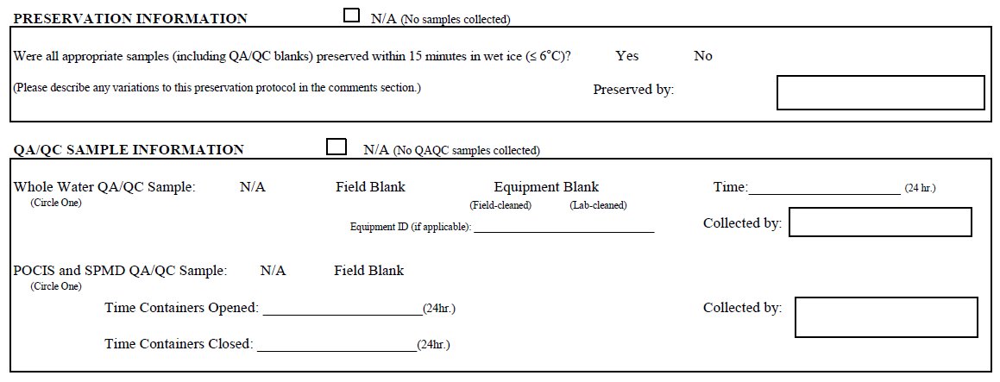 PRESERVATION INFORMATION N/A (No samples collected)
Were all appropriate samples (including QA/QC blanks) preserved within 15 minutes in wet ice (≤ 6°C)? Yes No
(Please describe any variations to this preservation protocol in the comments section.) Preserved by:
QA/QC SAMPLE INFORMATION N/A (No QAQC samples collected)
Whole Water QA/QC Sample: N/A Field Blank Equipment Blank Time:____________________ (24 hr.)
(Circle One) (Field-cleaned) (Lab-cleaned)
Collected by:
Equipment ID (if applicable): ______________________________
POCIS and SPMD QA/QC Sample: N/A Field Blank
(Circle One)
Time Containers Opened: _____________________(24hr.) Collected by:
Time Containers Closed: _____________________(24hr.)